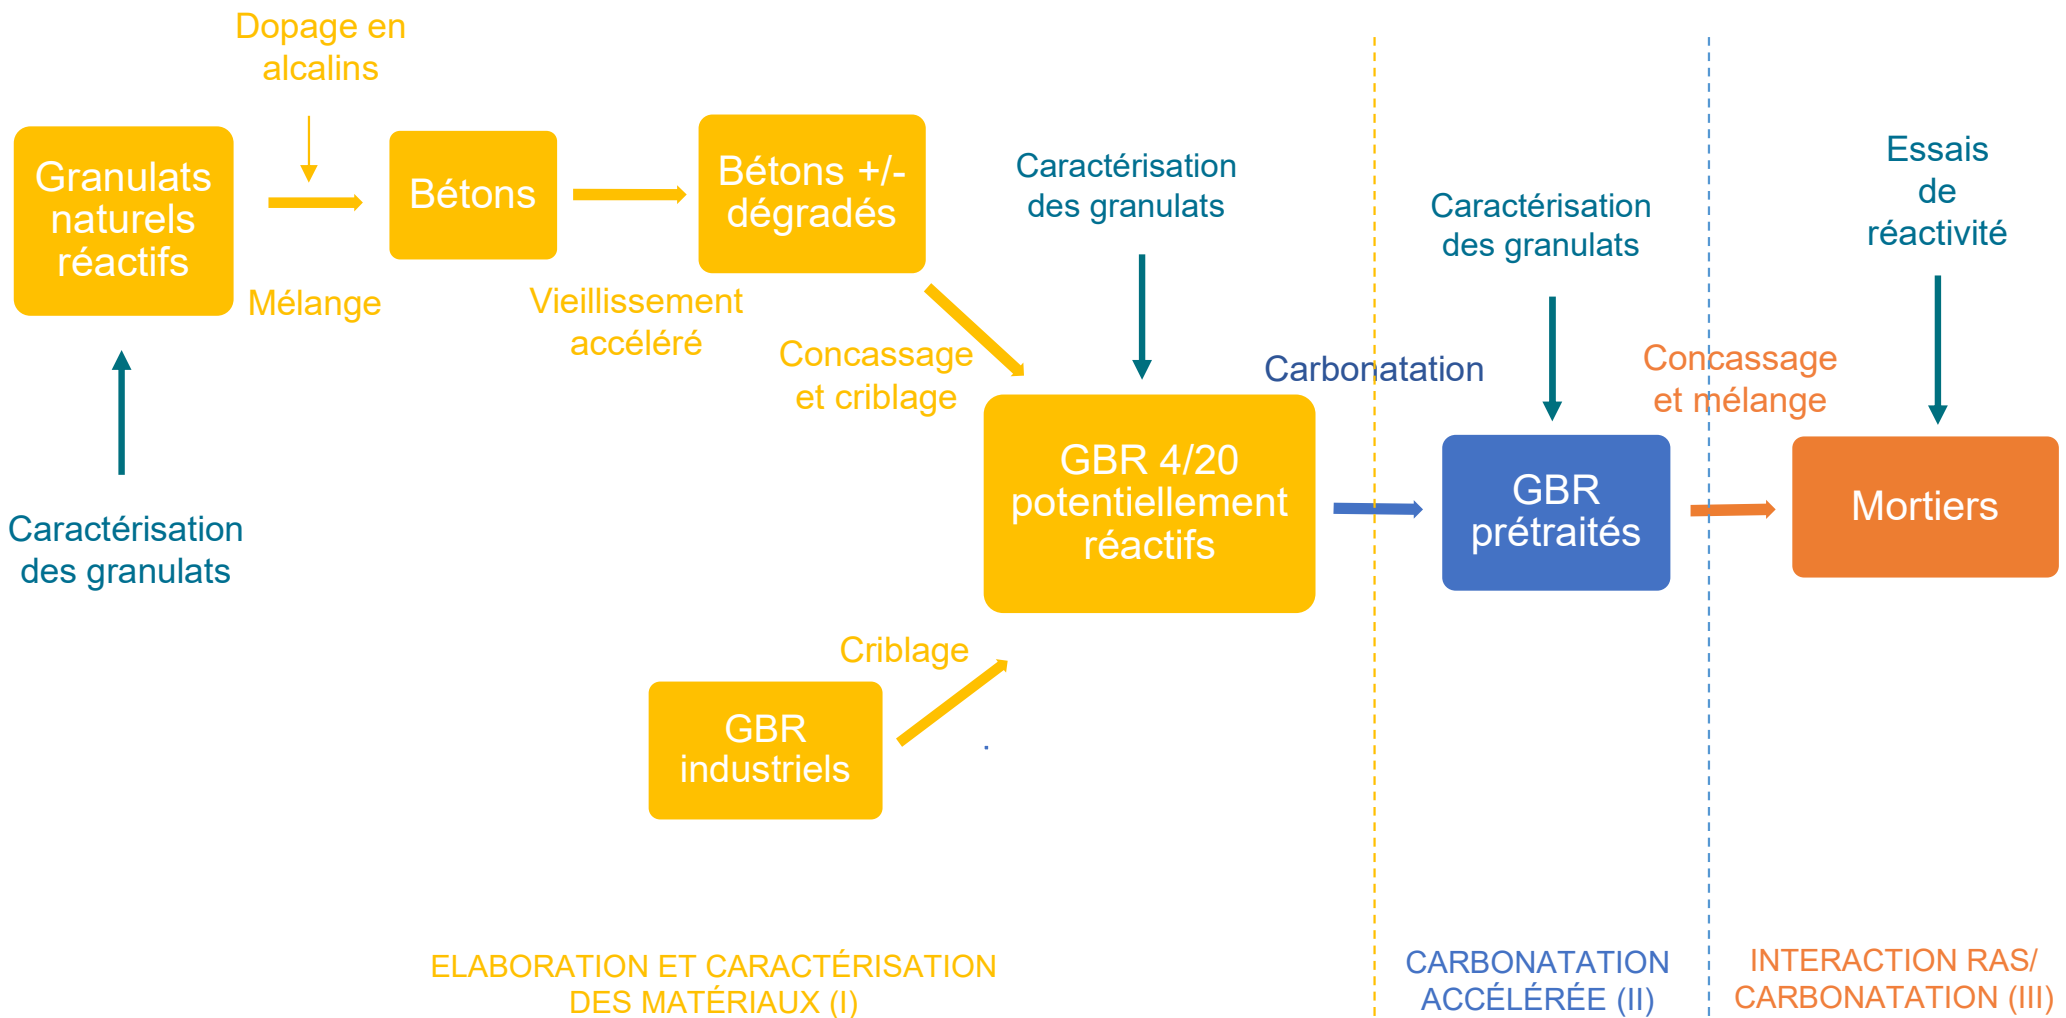 Dopage en
alcalins
Granulats
naturels
réactifs
Mélange
Bétons
Vieillissement
accéléré
Bétons +/-
dégradés
Concassage
et criblage
Caractérisation
des granulats
Caractérisation
des granulats
GBR 4/20
potentiellement
réactifs
Criblage
GBR
industriels
Carbonatation
Caractérisation
des granulats
GBR
prétraités
Concassage
et mélange
Essais
de
réactivité
Mortiers
ELABORATION ET CARACTÉRISATION
DES MATÉRIAUX (I)
CARBONATATION
ACCÉLÉRÉE (II)
INTERACTION RAS/
CARBONATATION (III)